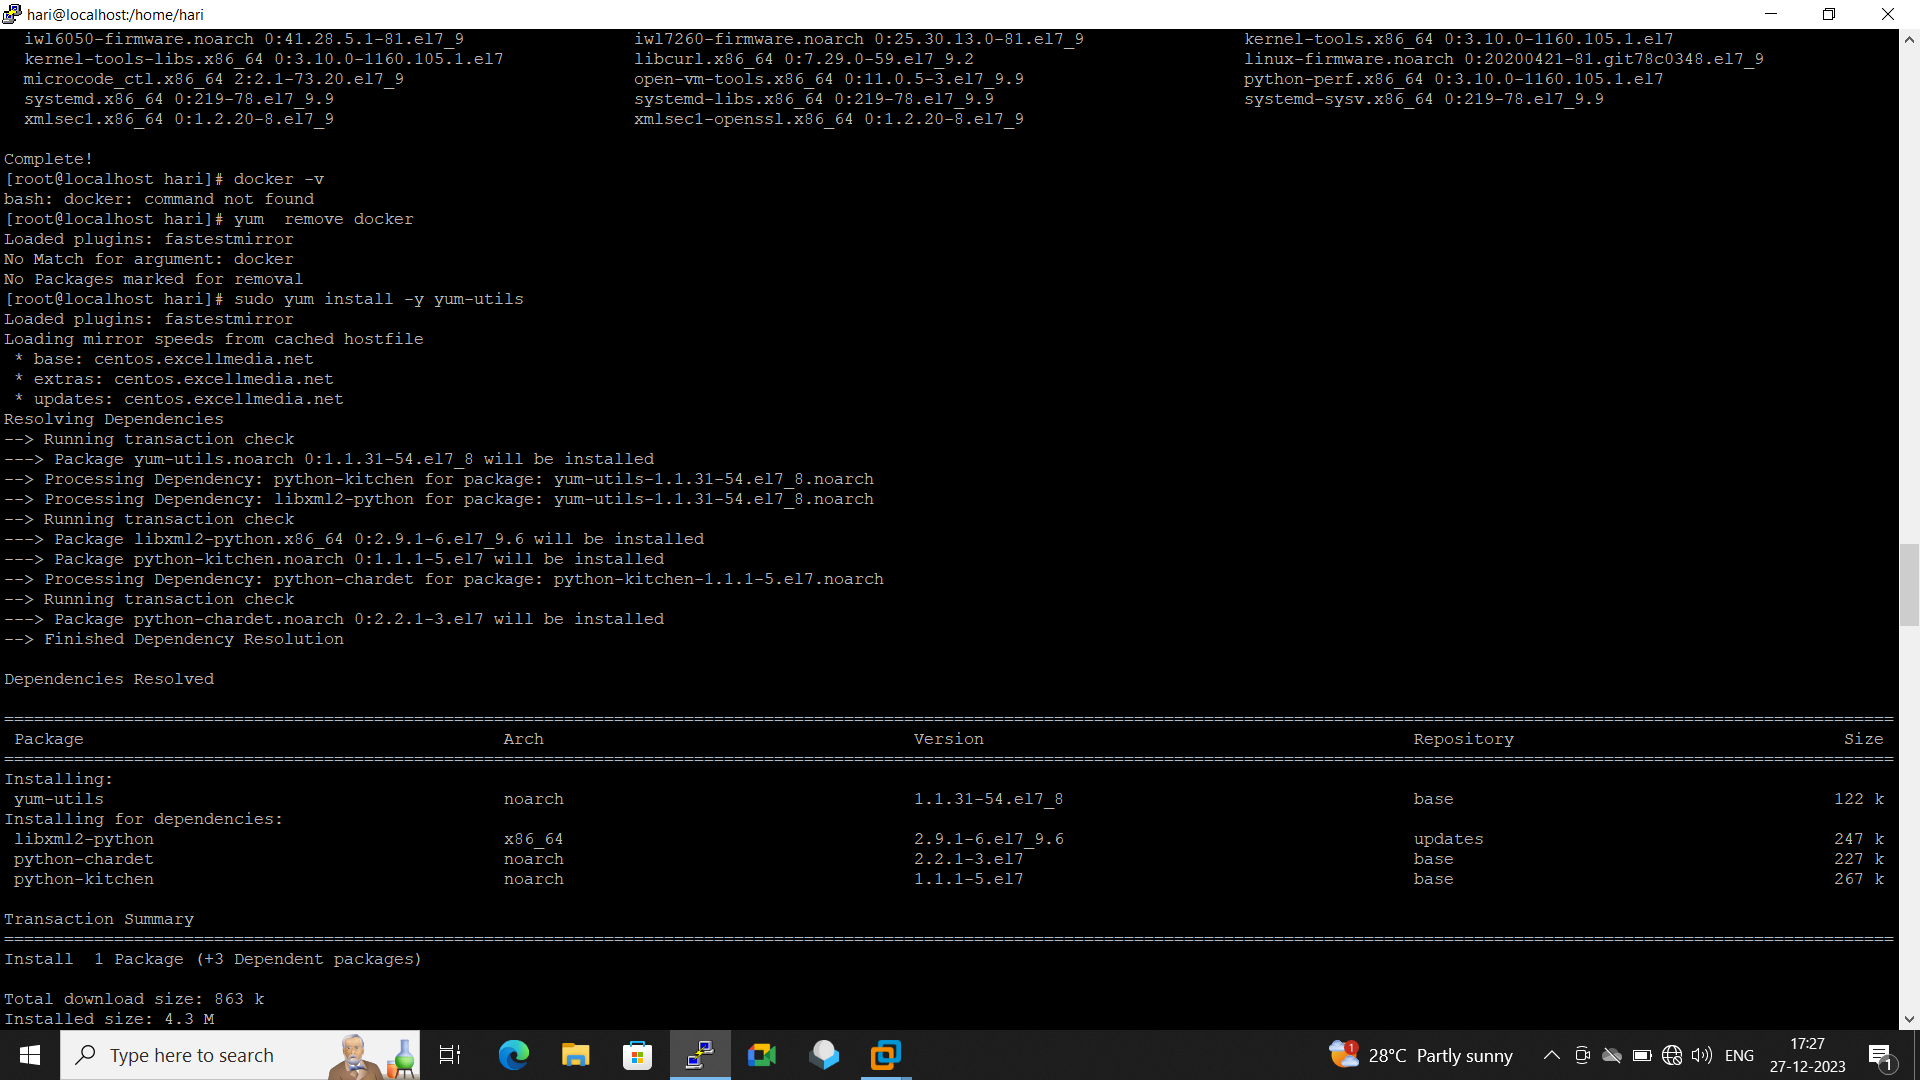 hari@localhost:/home/hari
iwl6050-firmware.noarch 0:41.28.5.1-81.el7_9 iwl7260-firmware.noarch 0:25.30.13.0-81.el7_9 kernel-tools.x86_64 0:3.10.0-1160.105.1.el7
kernel-tools-libs.x86_64 0:3.10.0-1160.105.1.el7 libcurl.x86_64 0:7.29.0-59.el7_9.2 linux-firmware.noarch 0:20200421-81.git78c0348.el7_9
microcode_ctl.x86_64 2:2.1-73.20.el7_9 open-vm-tools.x86_64 0:11.0.5-3.el7_9.9 python-perf.x86_64 0:3.10.0-1160.105.1.el7
systemd.x86_64 0:219-78.el7_9.9 systemd-libs.x86_64 0:219-78.el7_9.9 systemd-sysv.x86_64 0:219-78.el7_9.9
xmlsec1.x86_64 0:1.2.20-8.el7_9 xmlsec1-openssl.x86_64 0:1.2.20-8.el7_9
Complete!
[root@localhost hari]# docker -v
bash: docker: command not found
[root@localhost hari]# yum  remove docker
Loaded plugins: fastestmirror
No Match for argument: docker
No Packages marked for removal
[root@localhost hari]# sudo yum install -y yum-utils
Loaded plugins: fastestmirror
Loading mirror speeds from cached hostfile
* base: centos.excellmedia.net
* extras: centos.excellmedia.net
* updates: centos.excellmedia.net
Resolving Dependencies
--> Running transaction check
---> Package yum-utils.noarch 0:1.1.31-54.el7_8 will be installed
--> Processing Dependency: python-kitchen for package: yum-utils-1.1.31-54.el7_8.noarch
--> Processing Dependency: libxml2-python for package: yum-utils-1.1.31-54.el7_8.noarch
--> Running transaction check
---> Package libxml2-python.x86_64 0:2.9.1-6.el7_9.6 will be installed
---> Package python-kitchen.noarch 0:1.1.1-5.el7 will be installed
--> Processing Dependency: python-chardet for package: python-kitchen-1.1.1-5.el7.noarch
--> Running transaction check
---> Package python-chardet.noarch 0:2.2.1-3.el7 will be installed
--> Finished Dependency Resolution
Dependencies Resolved
Package Arch Version Repository Size
Installing:
yum-utils noarch 1.1.31-54.el7_8 base 122 k
Installing for dependencies:
libxml2-python x86_64 2.9.1-6.el7_9.6 updates 247 k
python-chardet noarch 2.2.1-3.el7 base 227 k
python-kitchen noarch 1.1.1-5.el7 base 267 k
Transaction Summary
Install  1 Package (+3 Dependent packages)
Total download size: 863 k
Installed size: 4.3 M
Type here to search
1
28°C Partly sunny
ENG
17:27
27-12-2023
1